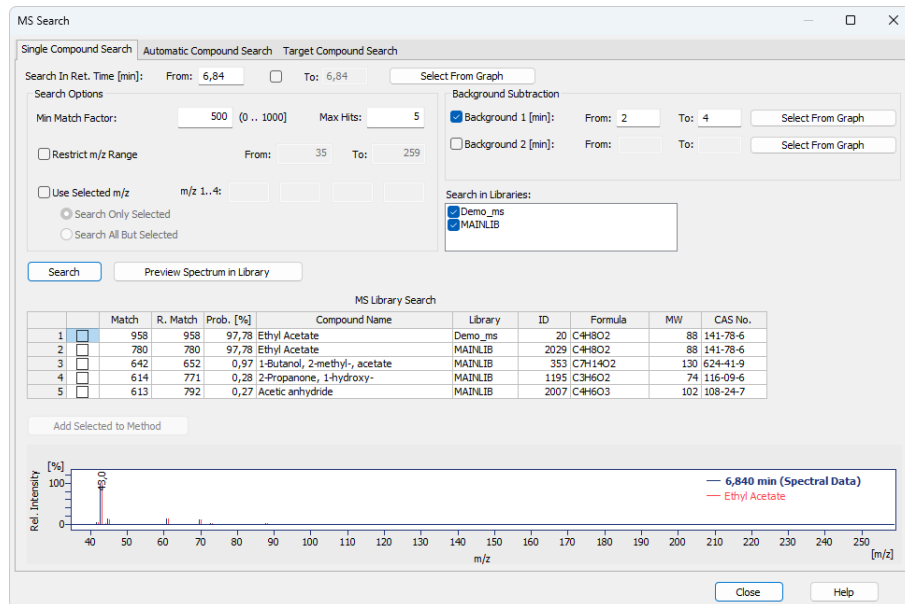 MS Search
Single Compound Search Automatic Compound Search Target Compound Search
Search In Ret. Time [min]: From: 6,84 To: 6,84 Select From Graph
Search Options
Min Match Factor: 500 (0 .. 1000] Max Hits: 5
Restrict m/z Range From: 35 To: 259
Use Selected m/z m/z 1..4:
Search Only Selected
Search All But Selected
Background Subtraction
Background 1 [min]: From: 2 To: 4 Select From Graph
Background 2 [min]: From: To: Select From Graph
Search in Libraries:
Demo_ms
MAINLIB
Search Preview Spectrum in Library
MS Library Search
Match R. Match Prob. [%] Compound Name Library ID Formula MW CAS No.
1 958 958 97,78 Ethyl Acetate Demo_ms 20 C4H8O2 88 141-78-6
2 780 780 97,78 Ethyl Acetate MAINLIB 2029 C4H8O2 88 141-78-6
3 642 652 0,97 1-Butanol, 2-methyl-, acetate MAINLIB 353 C7H14O2 130 624-41-9
4 614 771 0,28 2-Propanone, 1-hydroxy- MAINLIB 1195 C3H6O2 74 116-09-6
5 613 792 0,27 Acetic anhydride MAINLIB 2007 C4H6O3 102 108-24-7
Add Selected to Method
[%]
100
0
Rel. Intensity
43,0
6,840 min (Spectral Data)
Ethyl Acetate
40 50 60 70 80 90 100 110 120 130 140 150 160 170 180 190 200 210 220 230 240 250
m/z [m/z]
Close Help